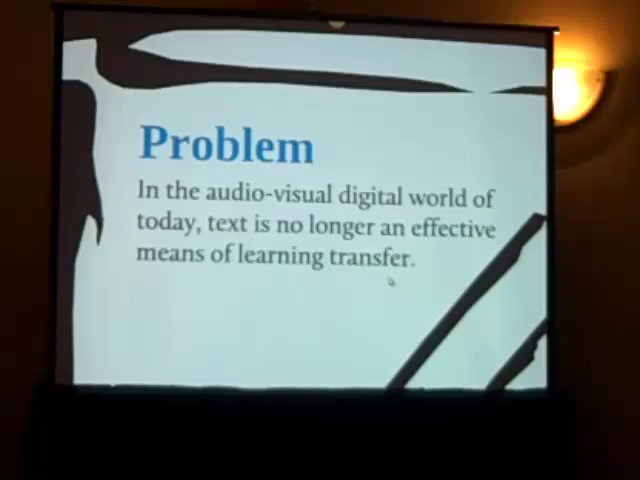 Problem
In the audio-visual digital world of
today, text is no longer an effective
means of learning transfer.